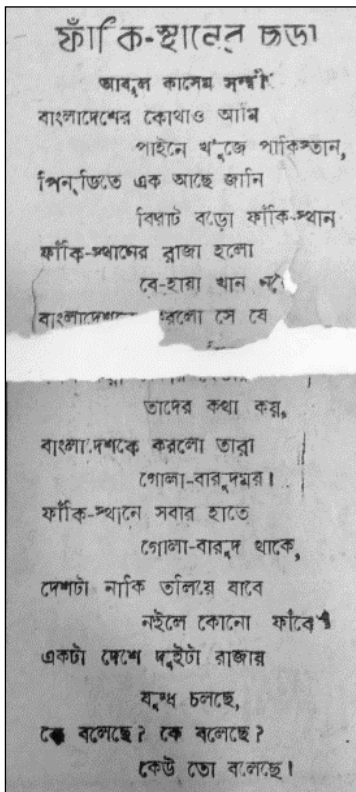 ফাঁকি-স্থানের ছড়া
আবুল কাসেম সন্দ্বীপ
বাংলাদেশের কোথাও আমি
পাইনে খুঁজে পাকিস্তান,
পিন্ডিতে এক আছে জানি
বিরাট বড়ো ফাঁকি-স্থান
ফাঁকি-স্থানের রাজা হলো
বে-হায়া খান
করলো সে যে
তাদের কথা কয়,
বাংলাদেশকে করলো তারা
গোলা-বারুদময়।
ফাঁকি-স্থানে সবার হাতে
গোলা-বারুদ থাকে,
দেশটা নাকি তলিয়ে যাবে
নইলে কোনো ফাঁকে
একটা দেশে দুইটা রাজার
যুদ্ধ চলছে,
কে বলেছে? কে বলেছে?
কেউ তো বলেছে।